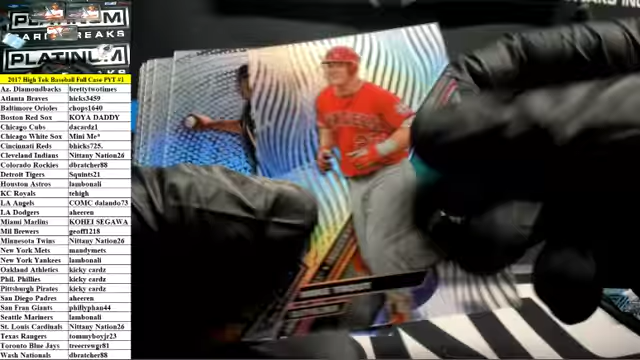 PLATINUM
PLATINUM
2017 High Tek Baseball Full Case PYT #1
Az. Diamondbacks brettytwotimes
Atlanta Braves hicks3459
Baltimore Orioles chops1640
Boston Red Sox KOYA DADDY
Chicago Cubs dacardz1
Chicago White Sox Mini Me*
Cincinnati Reds bhicks725.
Cleveland Indians Nittany Nation26
Colorado Rockies dbratcher88
Detroit Tigers Squints21
Houston Astros lambonali
KC Royals tehigh
LA Angels COMC dalando73
LA Dodgers aheeren
Miami Marlins KOHEI SEGAWA
Mil Brewers geoff1218
Minnesota Twins Nittany Nation26
New York Mets mandymets
New York Yankees lambonali
Oakland Athletics kicky cardz
Phil. Phillies kicky cardz
Pittsburgh Pirates kicky cardz
San Diego Padres aheeren
San Fran Giants phillyphan44
Seattle Mariners lambonali
St. Louis Cardinals Nittany Nation26
Texas Rangers tommyboyjr23
Toronto Blue Jays treecrewgc81
Wash Nationals dbratcher88